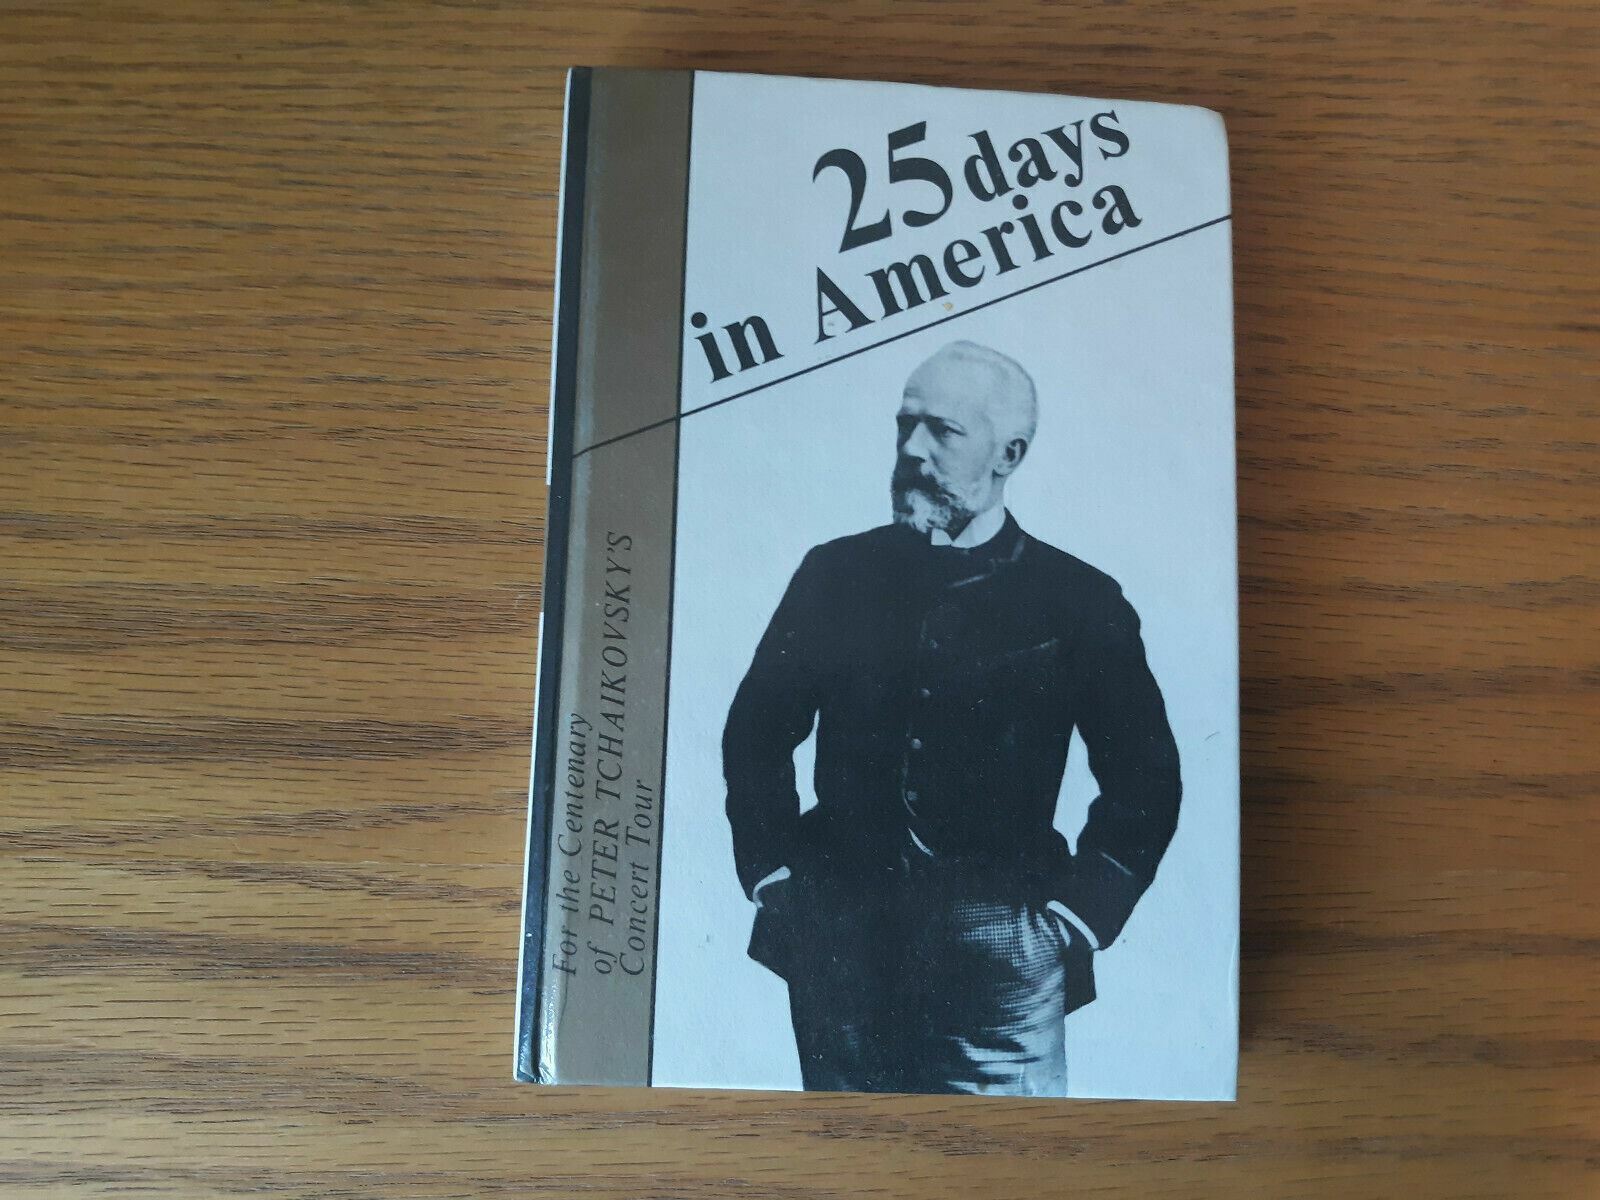 25 days
in America
For the Centenary
of PETER TCHAIKOVSKY'S
Concert Tour